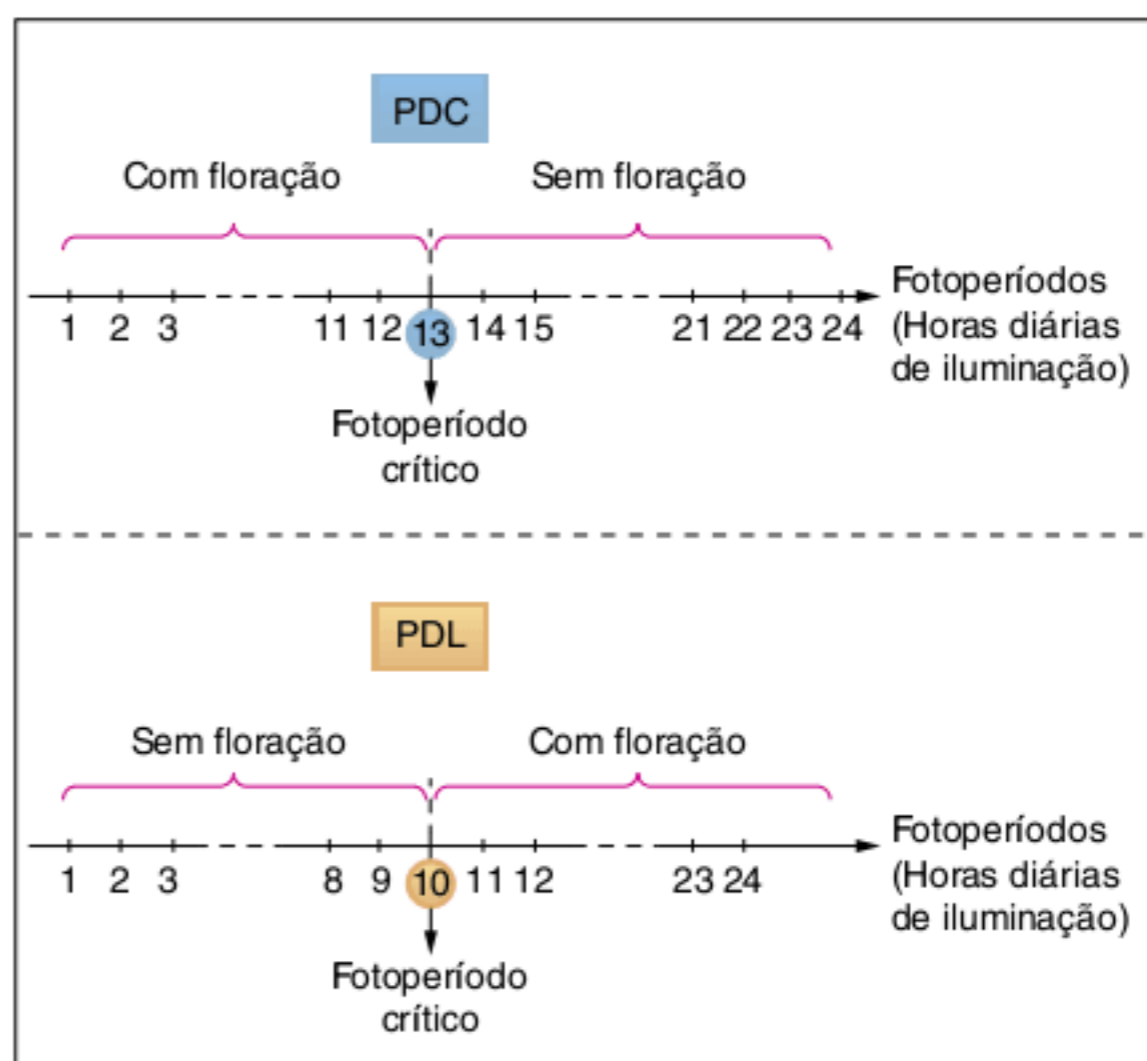 PDC
Com floração Sem floração
1 2 3 11 12 13 14 15 21 22 23 24
Fotoperíodos
(Horas diárias
de iluminação)
Fotoperíodo
crítico
PDL
Sem floração Com floração
1 2 3 8 9 10 11 12 23 24
Fotoperíodos
(Horas diárias
de iluminação)
Fotoperíodo
crítico